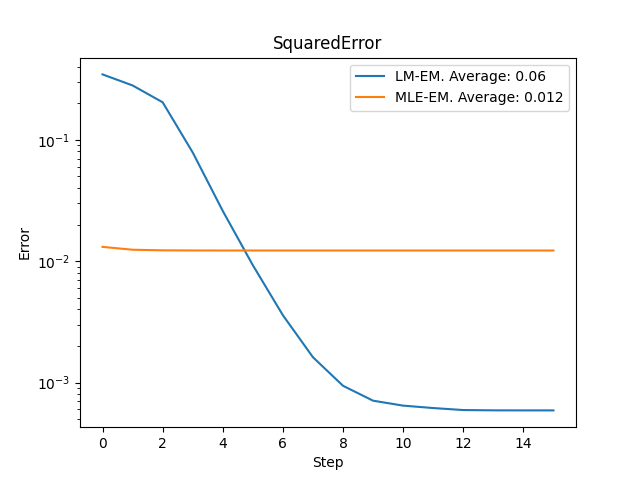 SquaredError
LM-EM. Average: 0.06
MLE-EM. Average: 0.012
Error
10⁻¹
10⁻²
10⁻³
0 2 4 6 8 10 12 14
Step